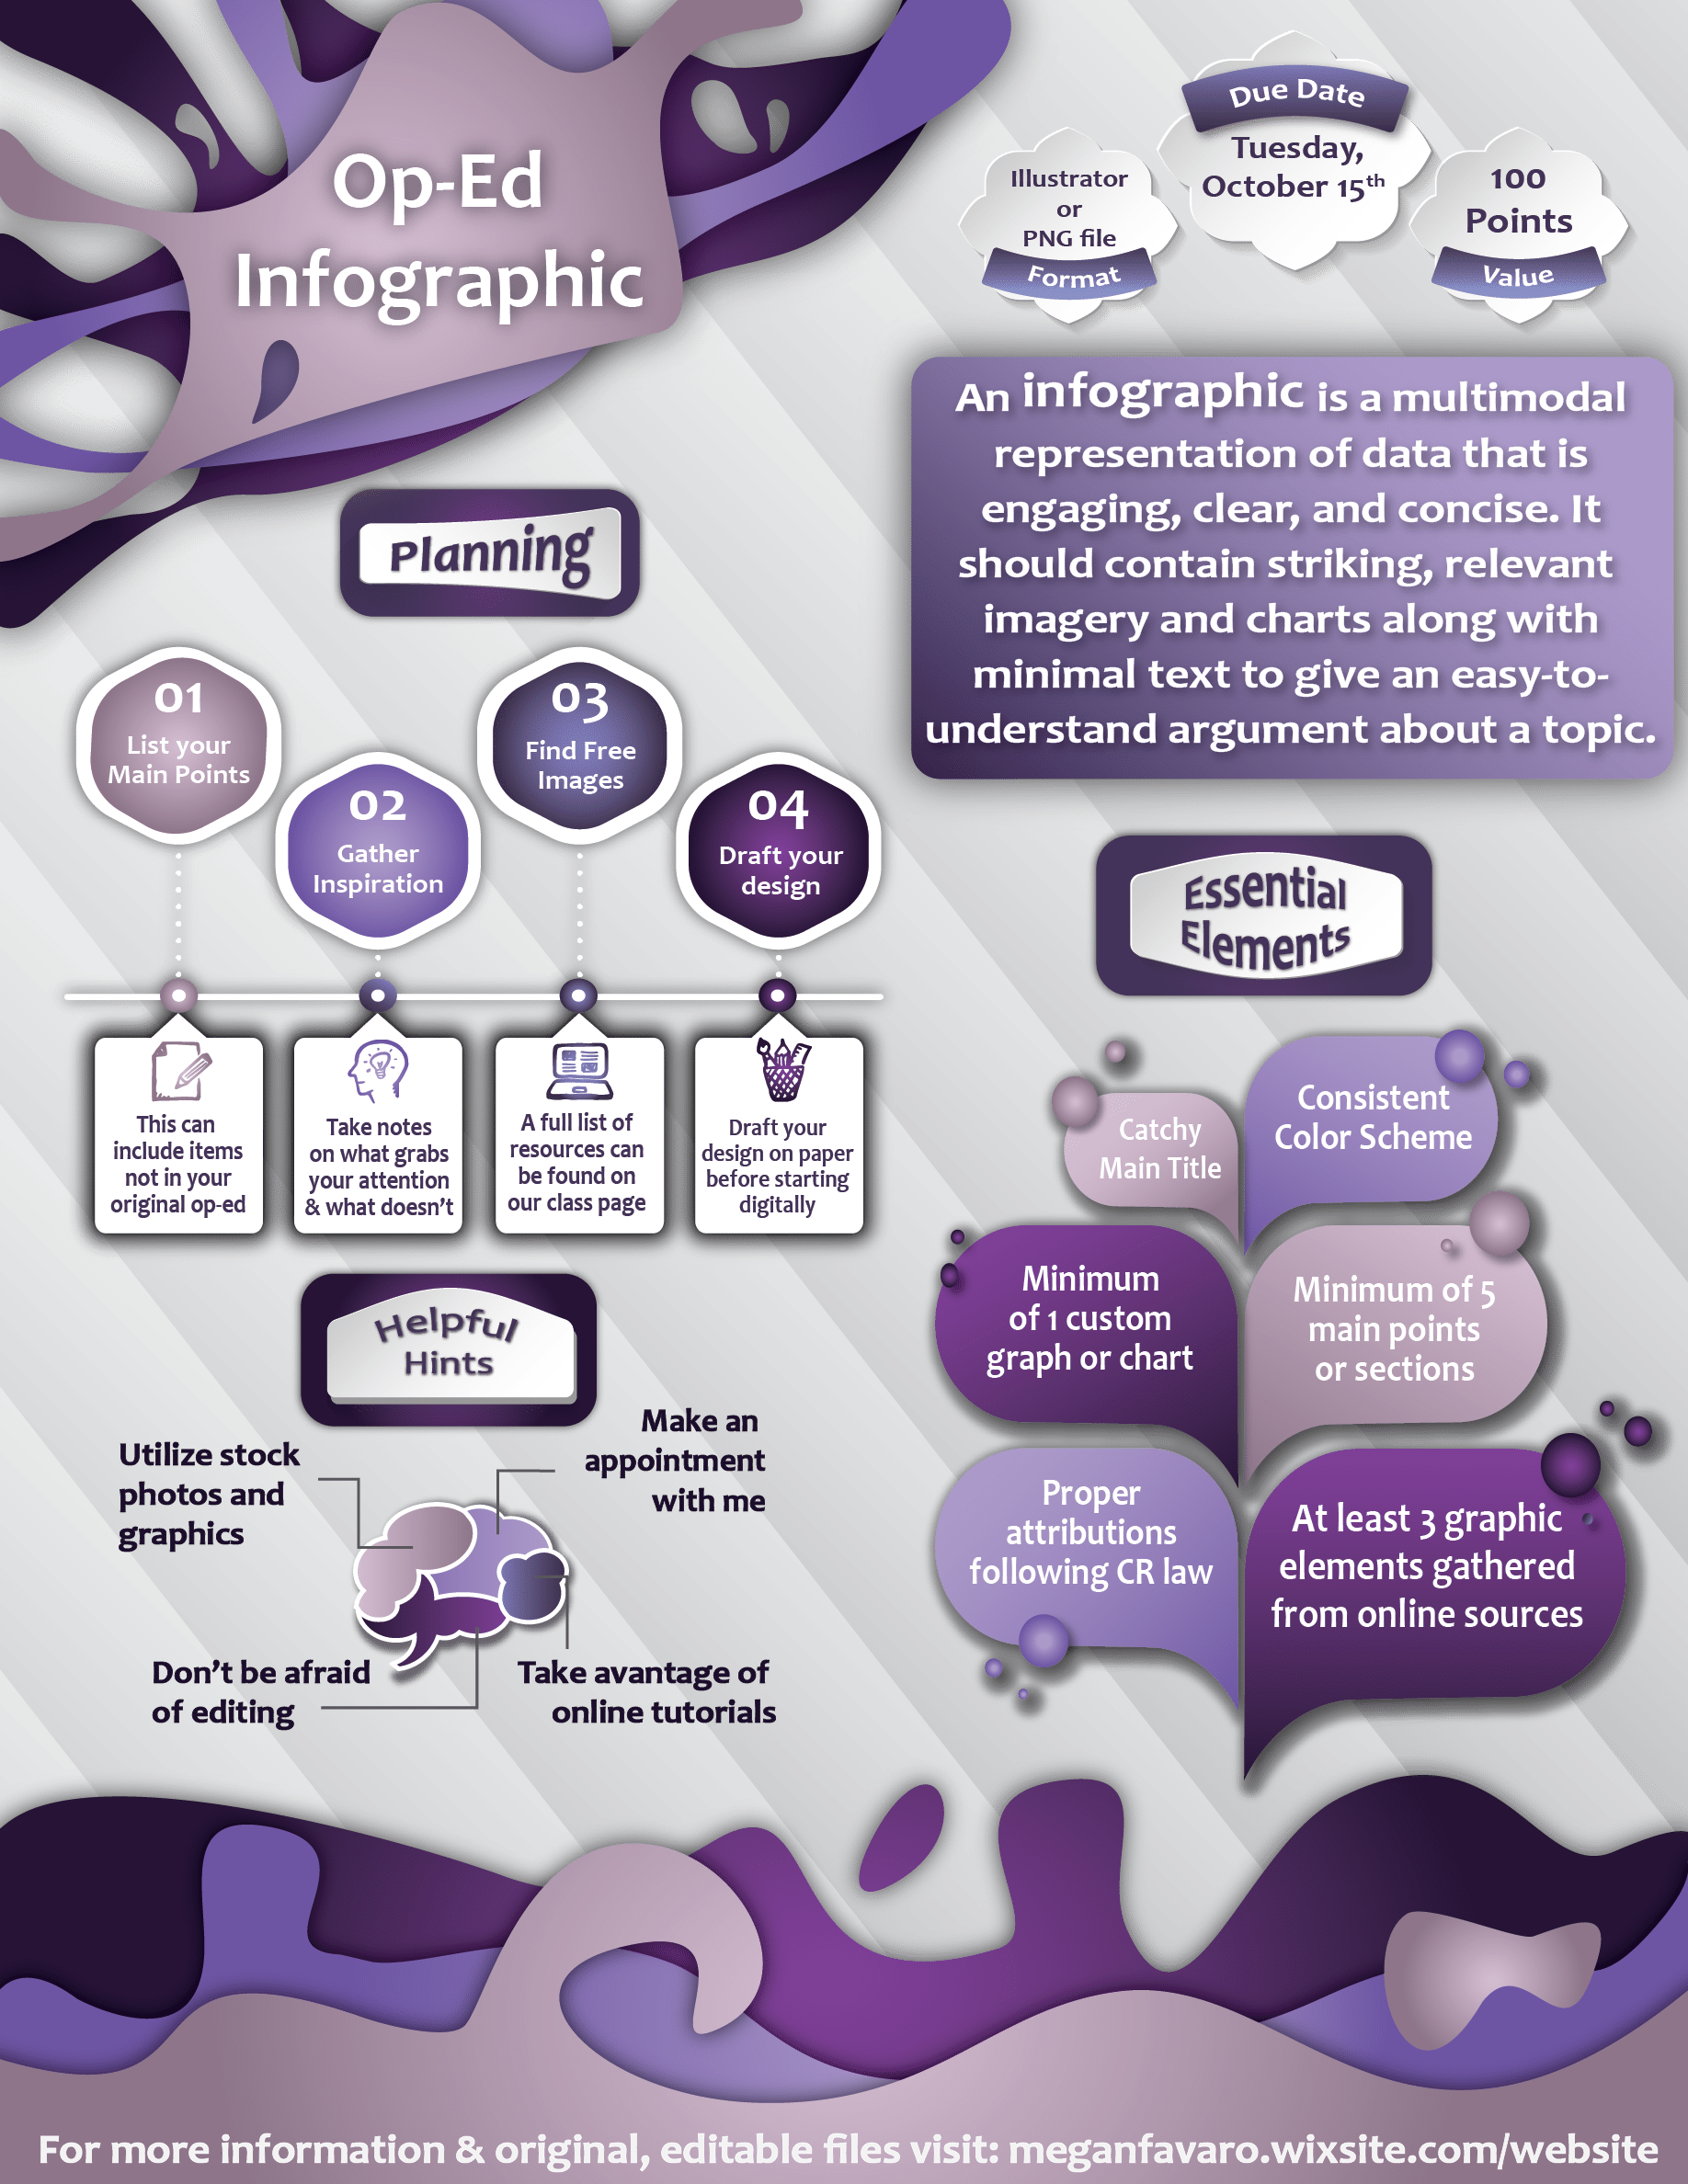 Op-Ed
Infographic
Due Date
Tuesday,
October 15th
Illustrator
or
PNG file
Format
100
Points
Value
An infographic is a multimodal
representation of data that is
engaging, clear, and concise. It
should contain striking, relevant
imagery and charts along with
minimal text to give an easy-to-
understand argument about a topic.
Planning
01
List your
Main Points
02
Gather
Inspiration
03
Find Free
Images
04
Draft your
design
This can
include items
not in your
original op-ed
Take notes
on what grabs
your attention
& what doesn't
A full list of
resources can
be found on
our class page
Draft your
design on paper
before starting
digitally
Helpful
Hints
Utilize stock
photos and
graphics
Make an
appointment
with me
Don't be afraid
of editing
Take avantage of
online tutorials
Essential
Elements
Catchy
Main Title
Consistent
Color Scheme
Minimum
of 1 custom
graph or chart
Minimum of 5
main points
or sections
Proper
attributions
following CR law
At least 3 graphic
elements gathered
from online sources
For more information & original, editable files visit: meganfavaro.wixsite.com/website